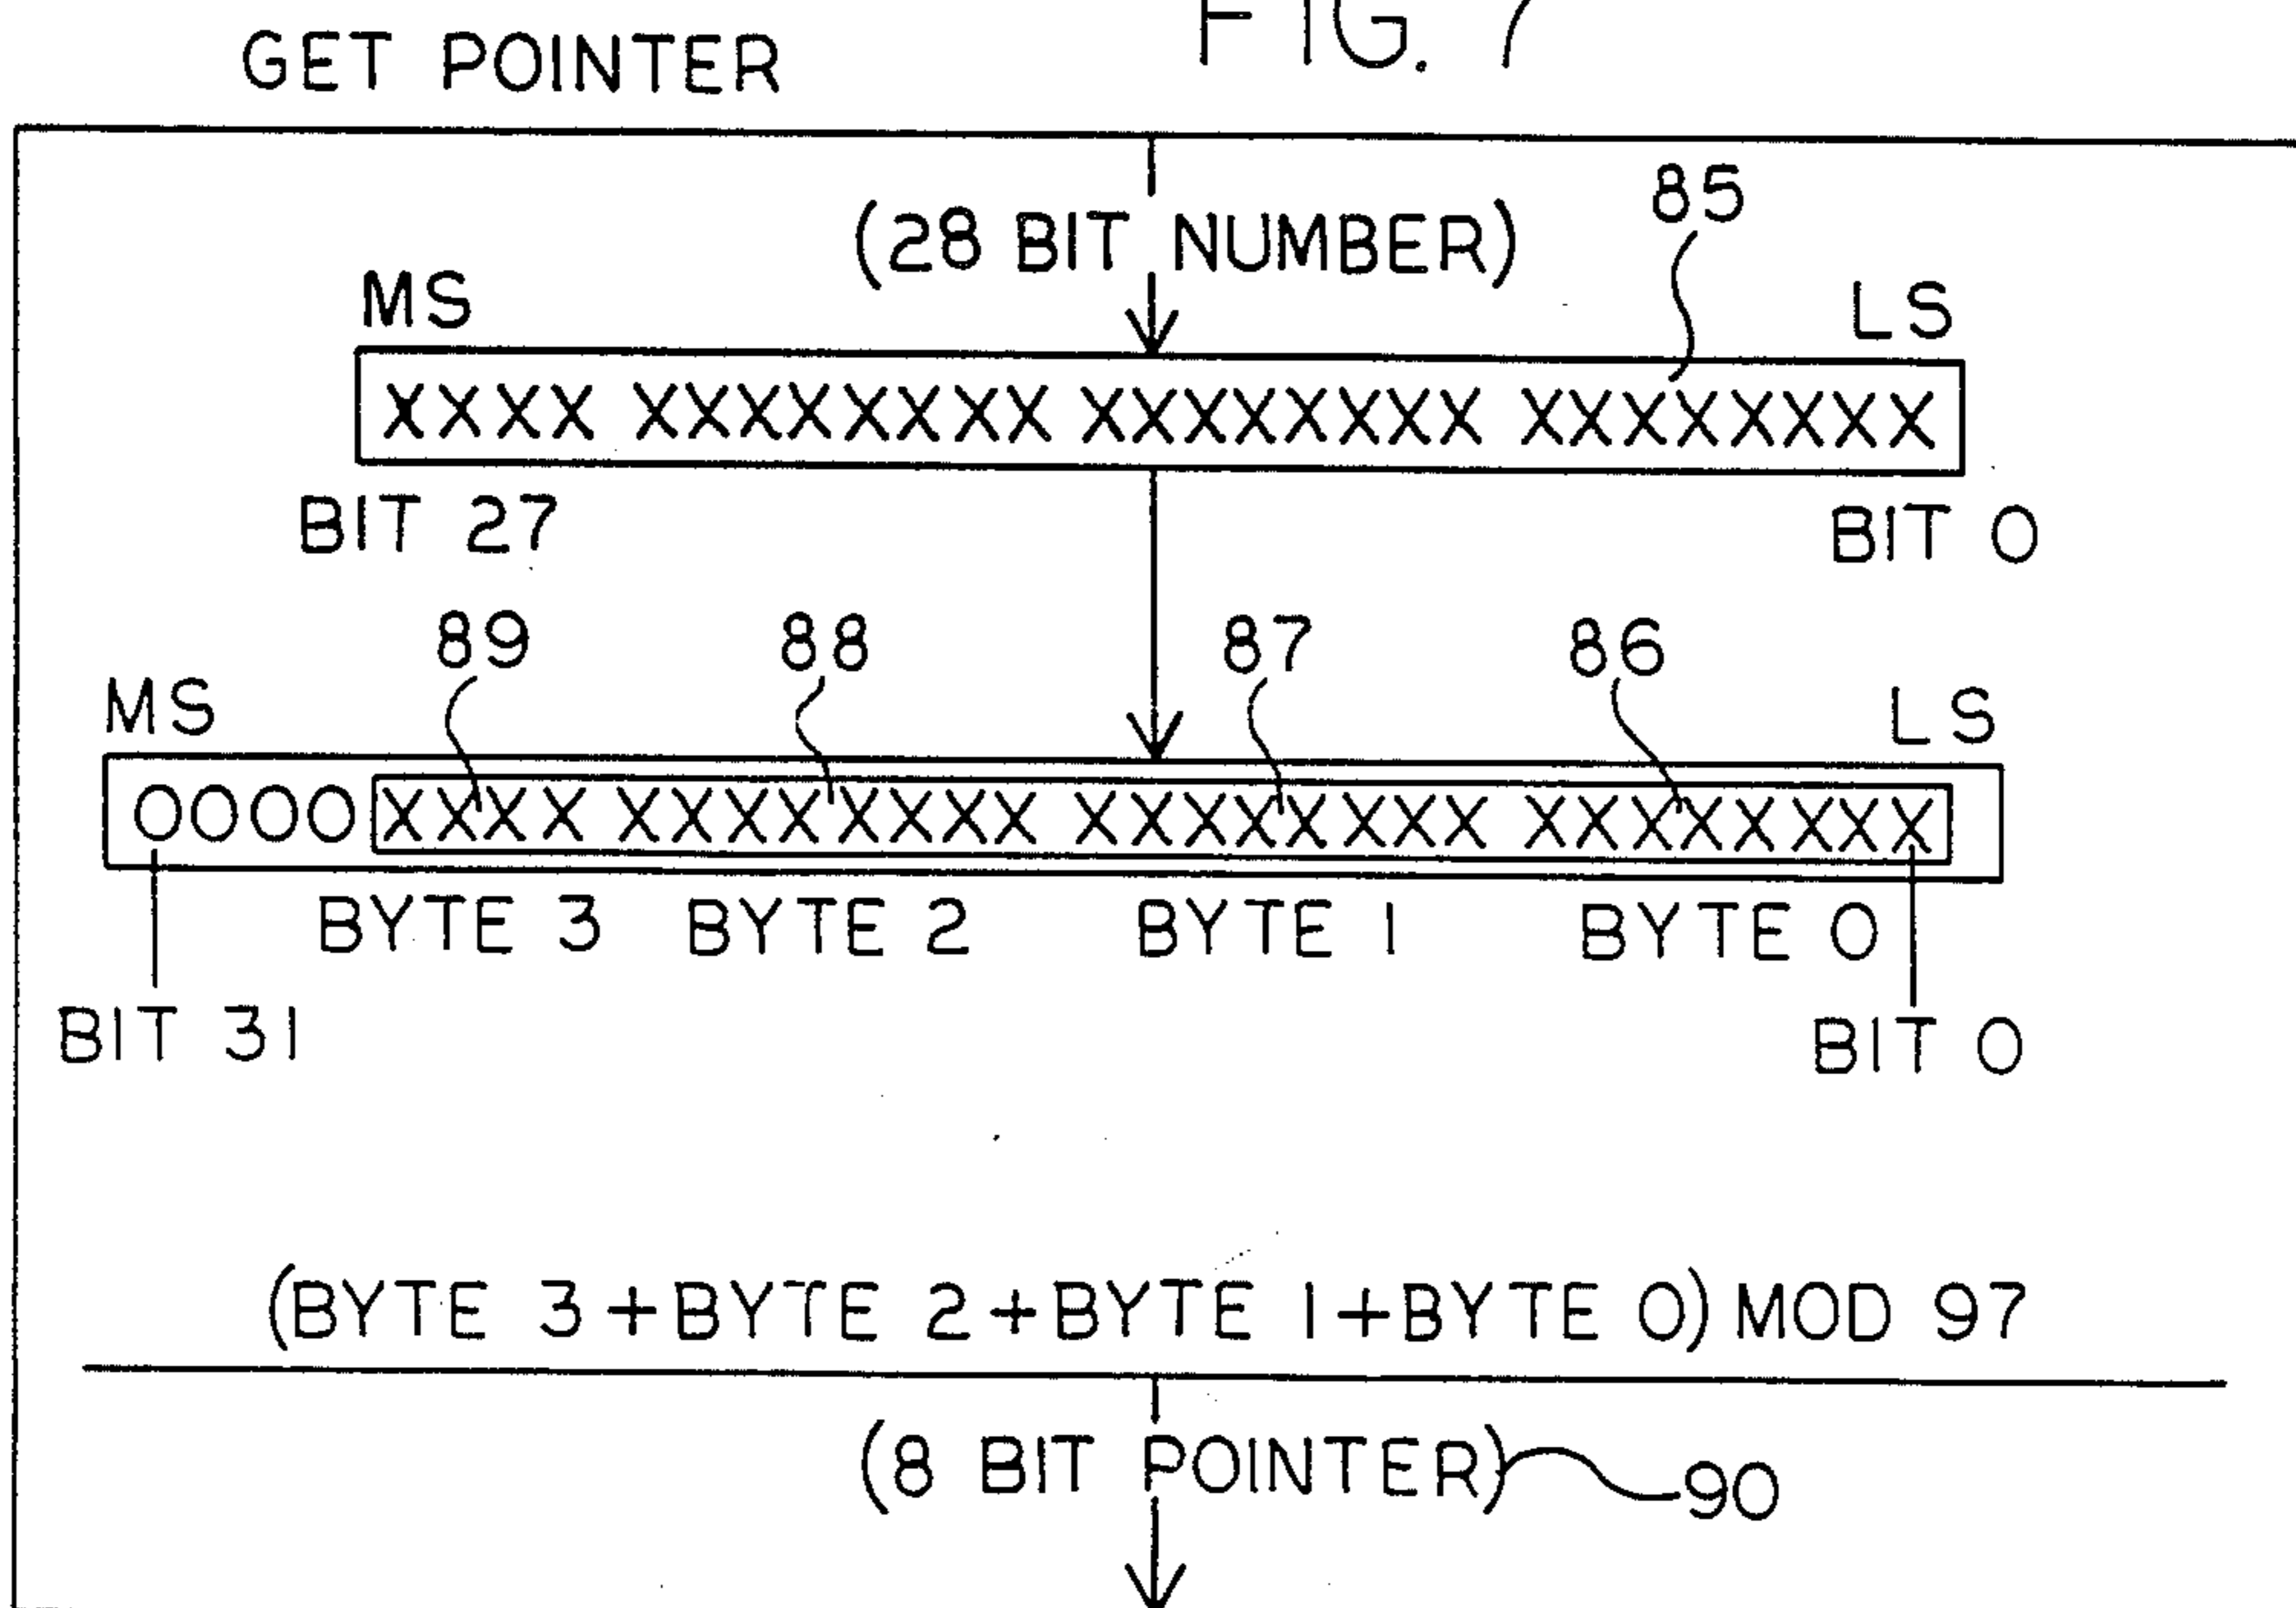 FIG. 7
GET POINTER
(28 BIT NUMBER)
85
MS LS
XXXX XXXXXXXX XXXXXXXX XXXXXXXX
BIT 27 BIT 0
89 88 87 86
MS LS
0000XXXX XXXXXXXX XXXXXXXX XXXXXXXX
BYTE 3 BYTE 2 BYTE 1 BYTE 0
BIT 31 BIT 0
(BYTE 3+BYTE 2+BYTE 1+BYTE 0) MOD 97
(8 BIT POINTER) 90